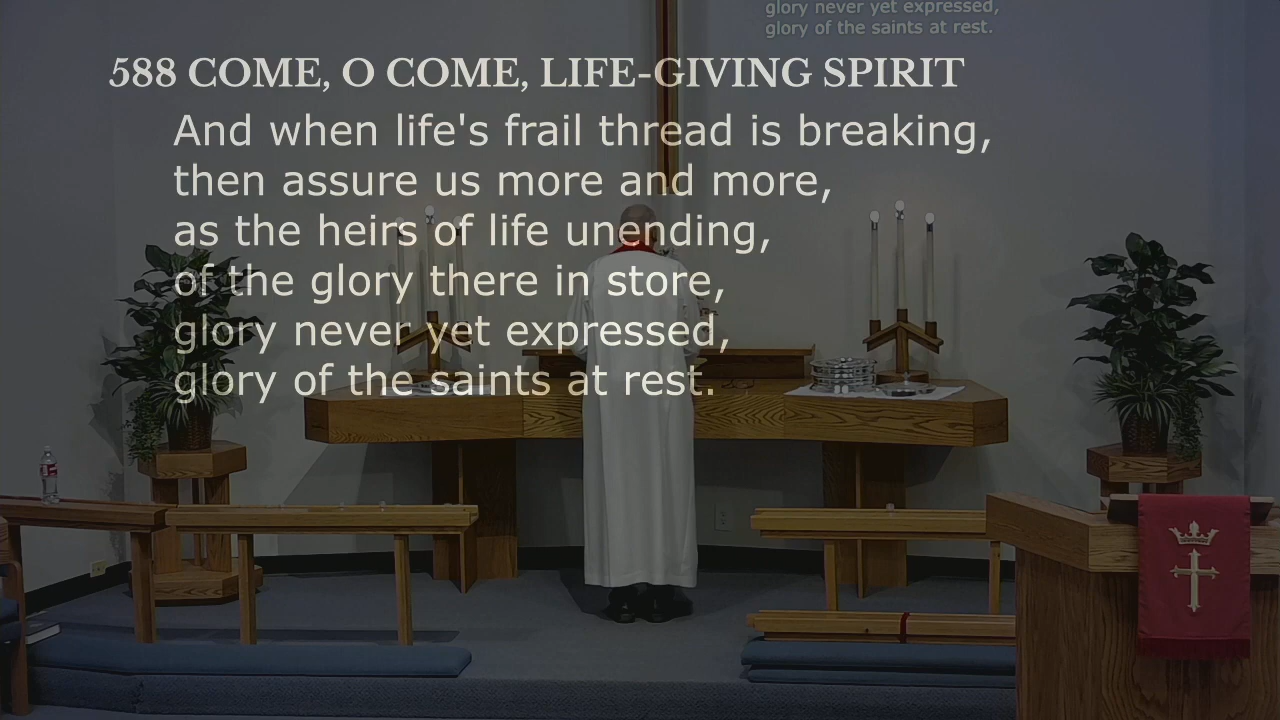 glory never yet expressed,
glory of the saints at rest.
588 COME, O COME, LIFE-GIVING SPIRIT
And when life's frail thread is breaking,
then assure us more and more,
as the heirs of life unending,
of the glory there in store,
glory never yet expressed,
glory of the saints at rest.